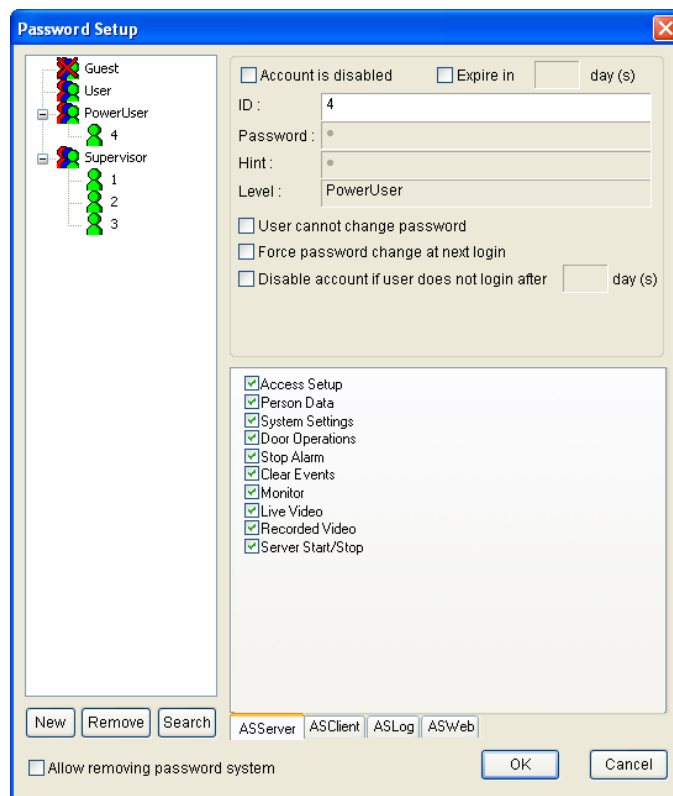 Password Setup
Guest
User
PowerUser
4
Supervisor
1
2
3
Account is disabled
Expire in day (s)
ID : 4
Password : •
Hint : •
Level : PowerUser
User cannot change password
Force password change at next login
Disable account if user does not login after day (s)
Access Setup
Person Data
System Settings
Door Operations
Stop Alarm
Clear Events
Monitor
Live Video
Recorded Video
Server Start/Stop
New Remove Search
ASServer ASClient ASLog ASWeb
Allow removing password system
OK Cancel